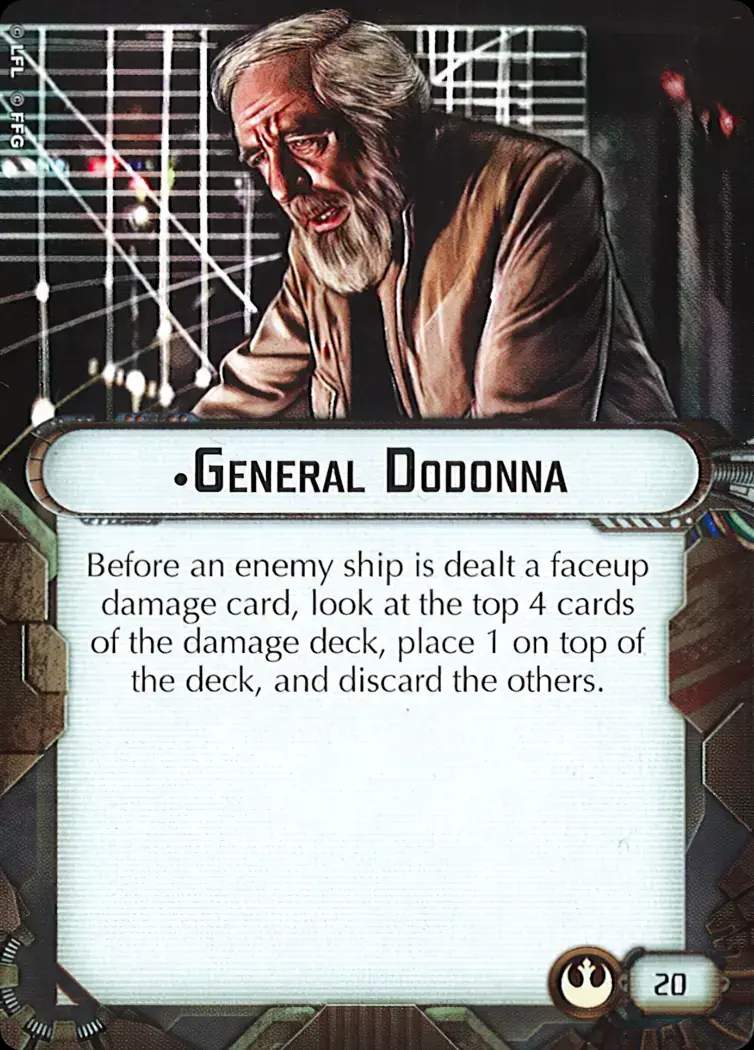 © LFL © FFG
•General Dodonna
Before an enemy ship is dealt a faceup
damage card, look at the top 4 cards
of the damage deck, place 1 on top of
the deck, and discard the others.
20